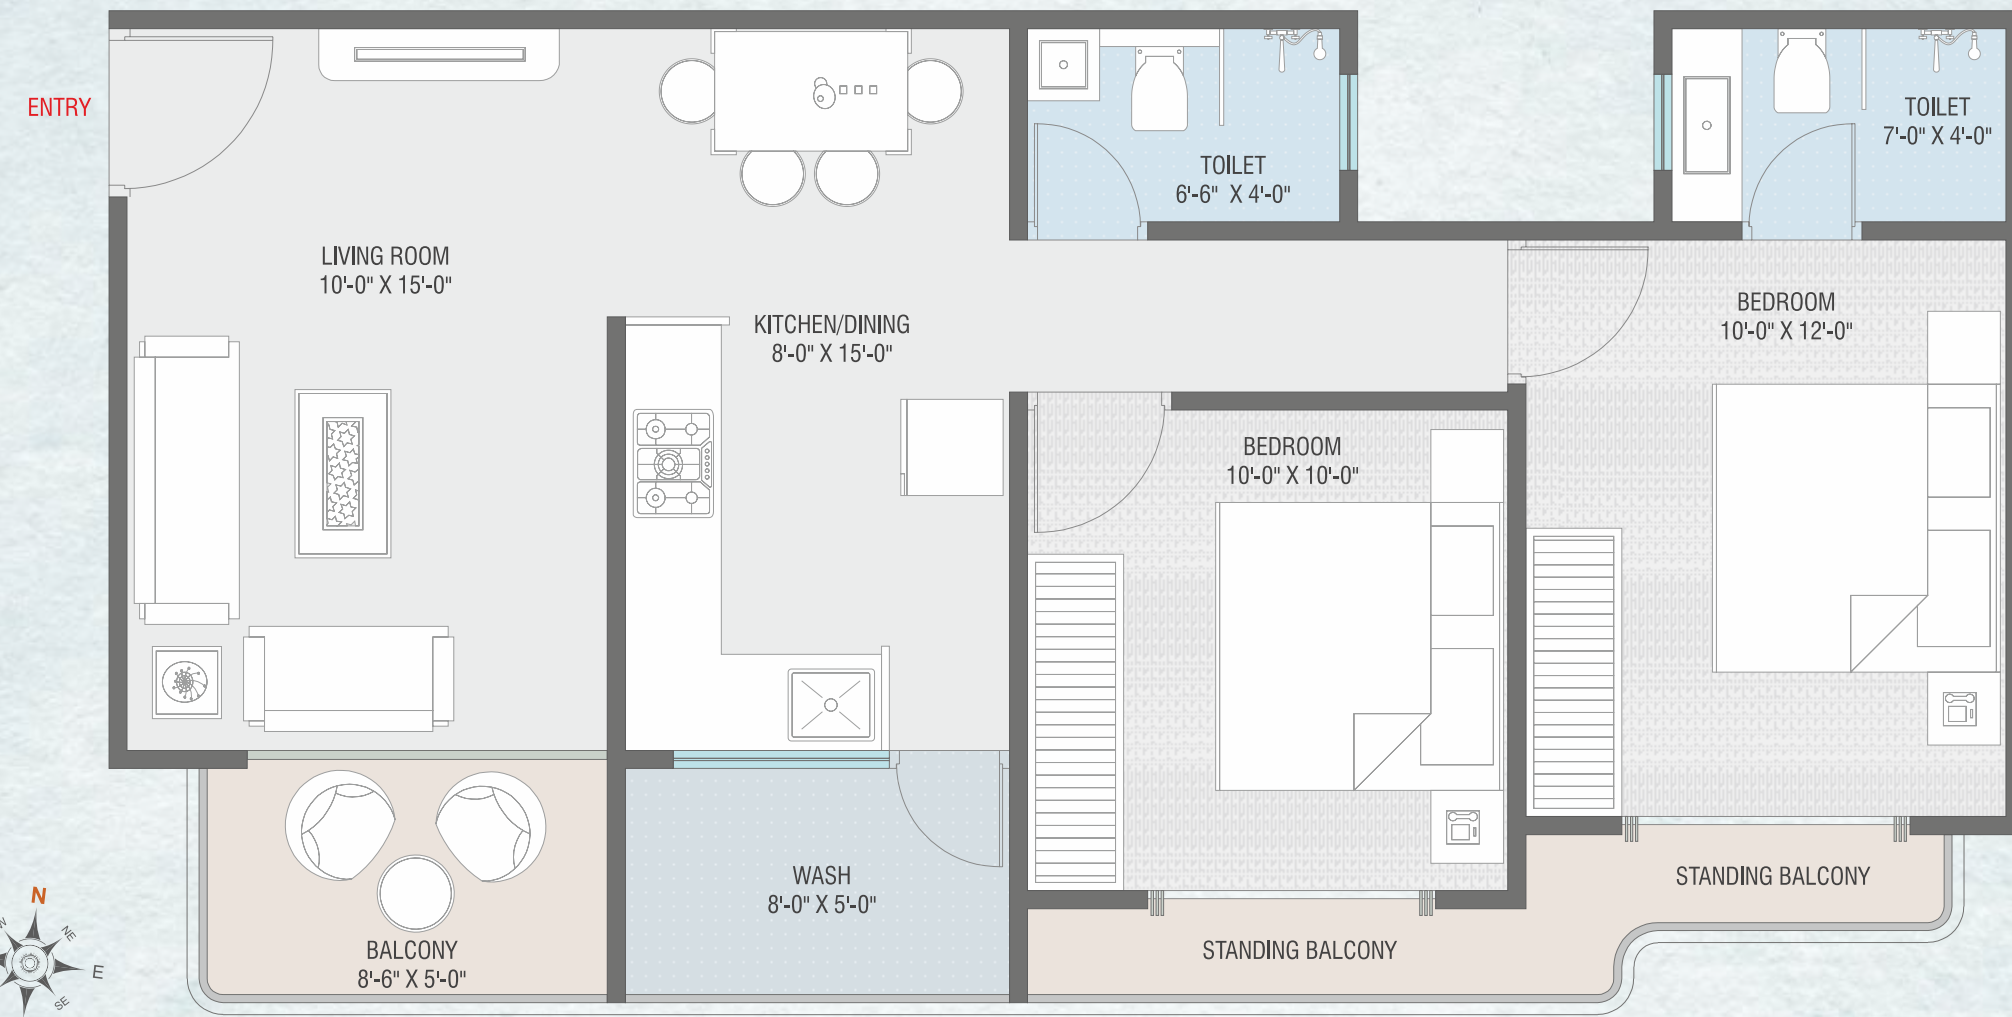 ENTRY
LIVING ROOM
10'-0" X 15'-0"
KITCHEN/DINING
8'-0" X 15'-0"
TOILET
6'-6" X 4'-0"
TOILET
7'-0" X 4'-0"
BEDROOM
10'-0" X 12'-0"
BEDROOM
10'-0" X 10'-0"
WASH
8'-0" X 5'-0"
BALCONY
8'-6" X 5'-0"
STANDING BALCONY
STANDING BALCONY
N
NE
E
SE